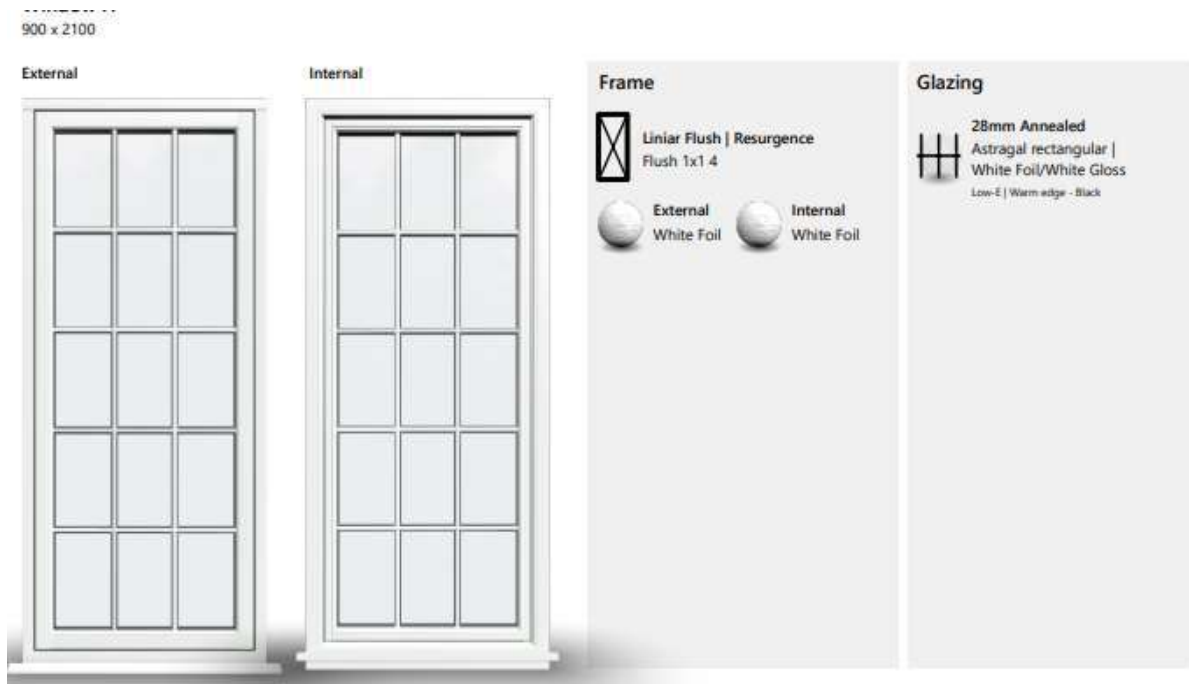 900 x 2100
External
Internal
Frame
Liniar Flush | Resurgence
Flush 1x1 4
External
White Foil
Internal
White Foil
Glazing
28mm Annealed
Astragal rectangular |
White Foil/White Gloss
Low-E | Warm edge - Black